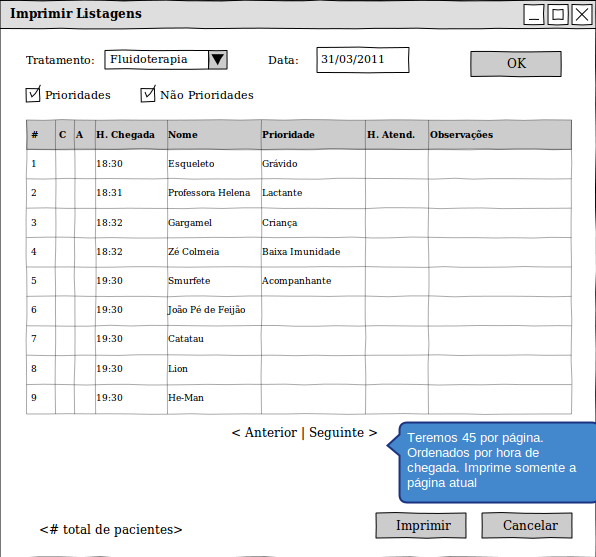 Imprimir Listagens
Tratamento: Fluidoterapia Data: 31/03/2011 OK
Prioridades Não Prioridades
# C A H. Chegada Nome Prioridade H. Atend. Observações
1 18:30 Esqueleto Grávido
2 18:31 Professora Helena Lactante
3 18:32 Gargamel Criança
4 18:32 Zé Colmeia Baixa Imunidade
5 19:30 Smurfete Acompanhante
6 19:30 João Pé de Feijão
7 19:30 Catatau
8 19:30 Lion
9 19:30 He-Man
< Anterior | Seguinte >
Teremos 45 por página.
Ordenados por hora de
chegada. Imprime somente a
página atual
<# total de pacientes> Imprimir Cancelar